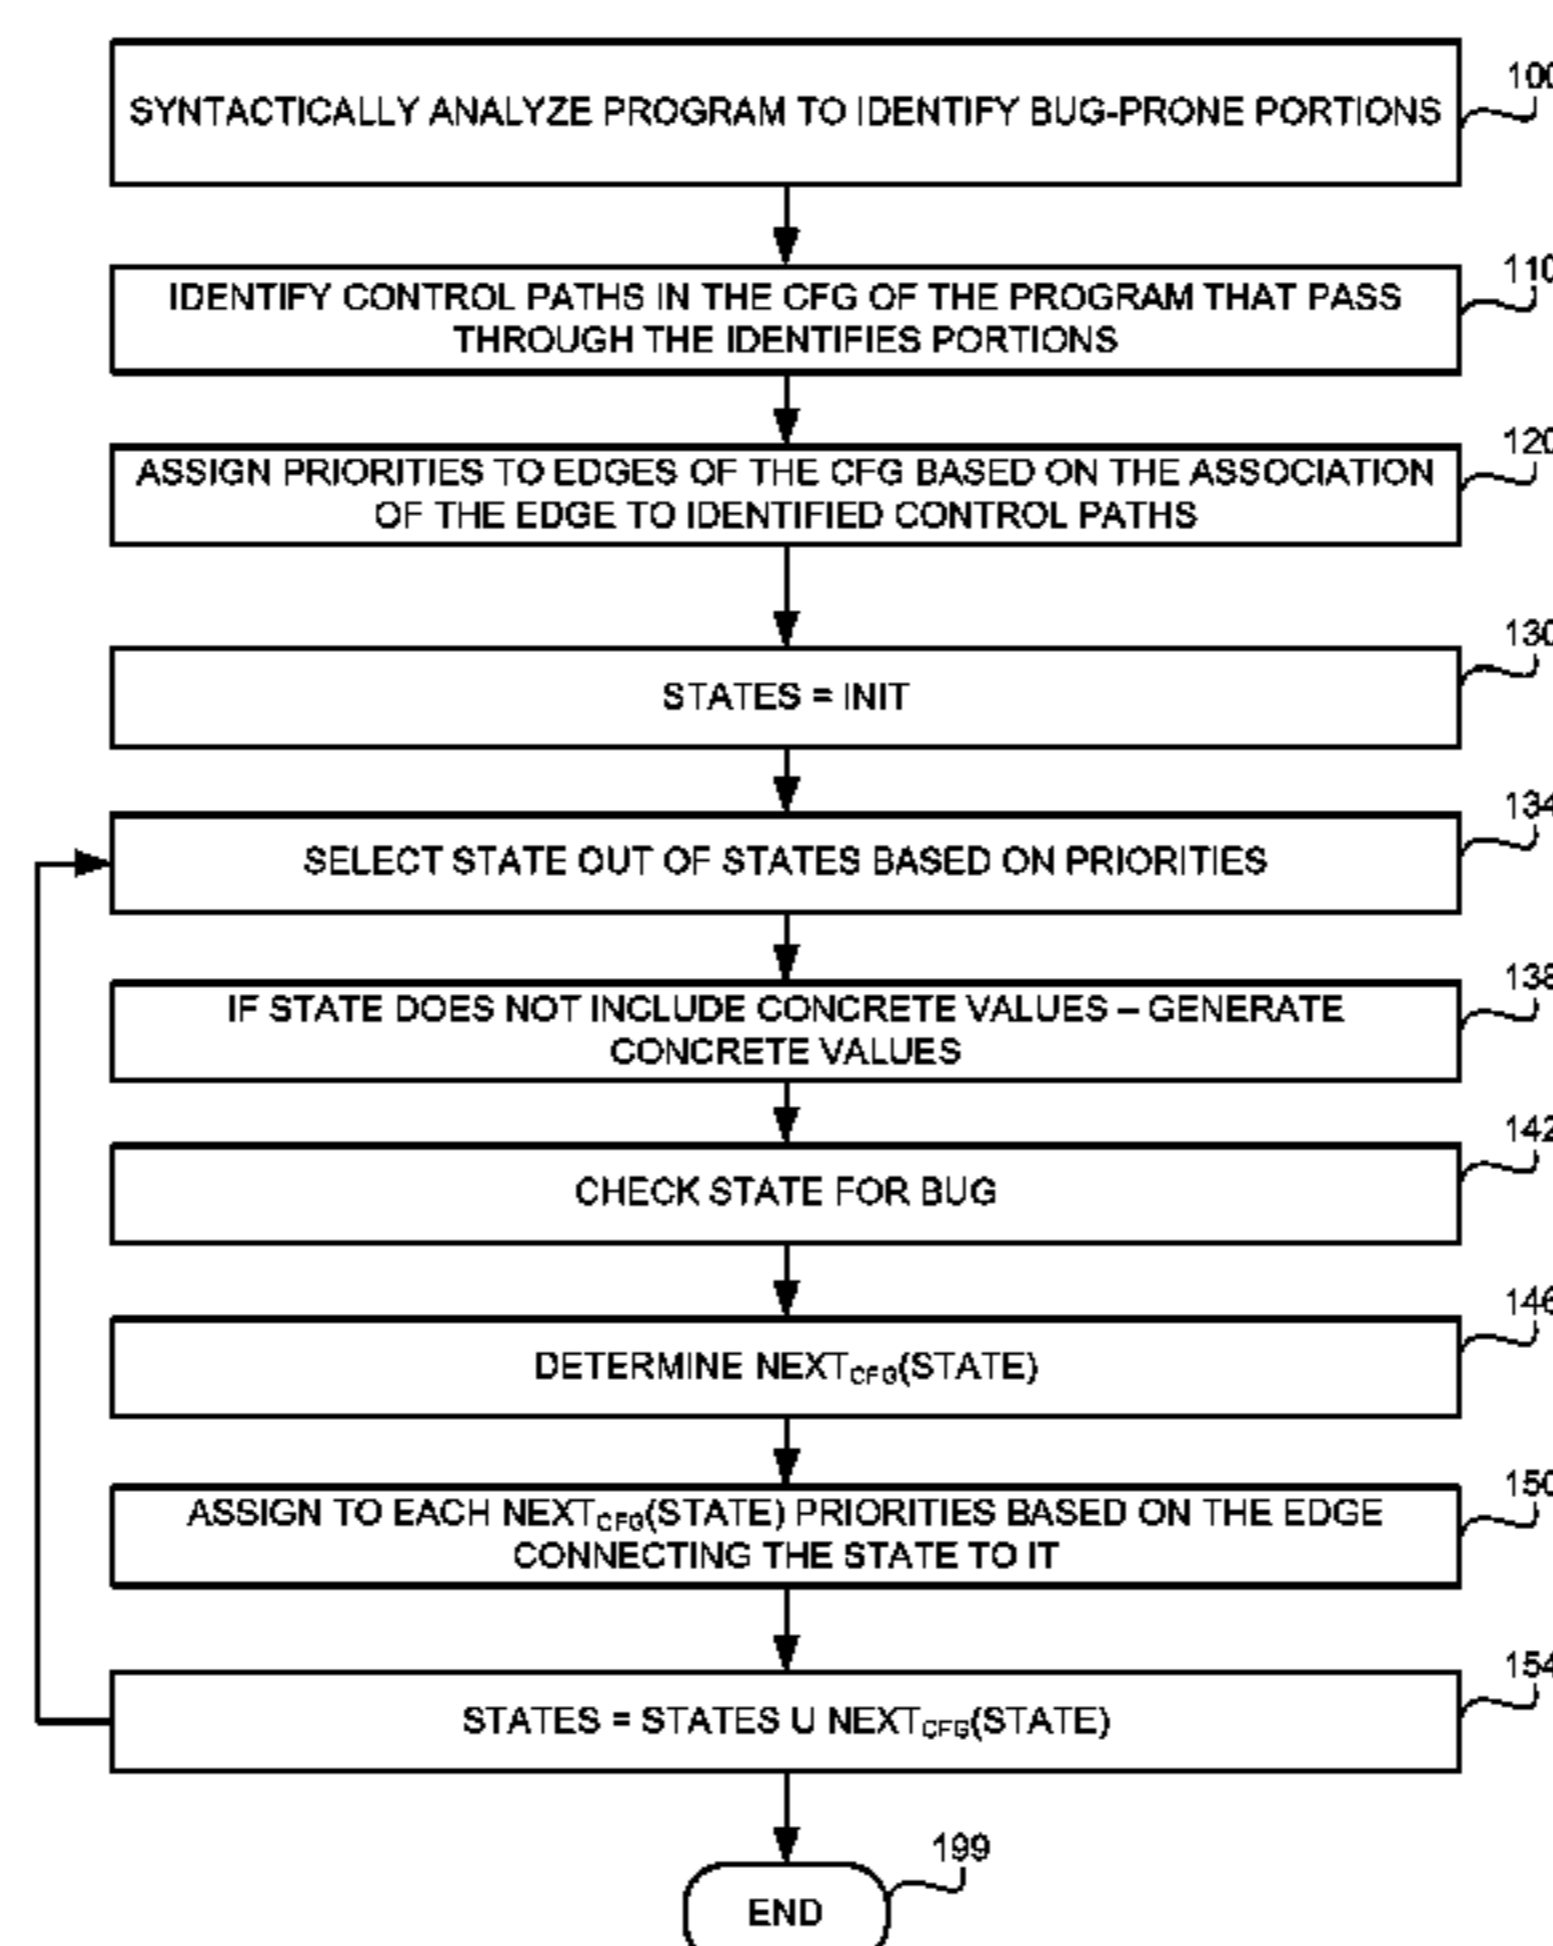 100
SYNTACTICALLY ANALYZE PROGRAM TO IDENTIFY BUG-PRONE PORTIONS
110
IDENTIFY CONTROL PATHS IN THE CFG OF THE PROGRAM THAT PASS
THROUGH THE IDENTIFIES PORTIONS
120
ASSIGN PRIORITIES TO EDGES OF THE CFG BASED ON THE ASSOCIATION
OF THE EDGE TO IDENTIFIED CONTROL PATHS
130
STATES = INIT
134
SELECT STATE OUT OF STATES BASED ON PRIORITIES
138
IF STATE DOES NOT INCLUDE CONCRETE VALUES – GENERATE
CONCRETE VALUES
142
CHECK STATE FOR BUG
146
DETERMINE NEXTCFG(STATE)
150
ASSIGN TO EACH NEXTCFG(STATE) PRIORITIES BASED ON THE EDGE
CONNECTING THE STATE TO IT
154
STATES = STATES U NEXTCFG(STATE)
199
END